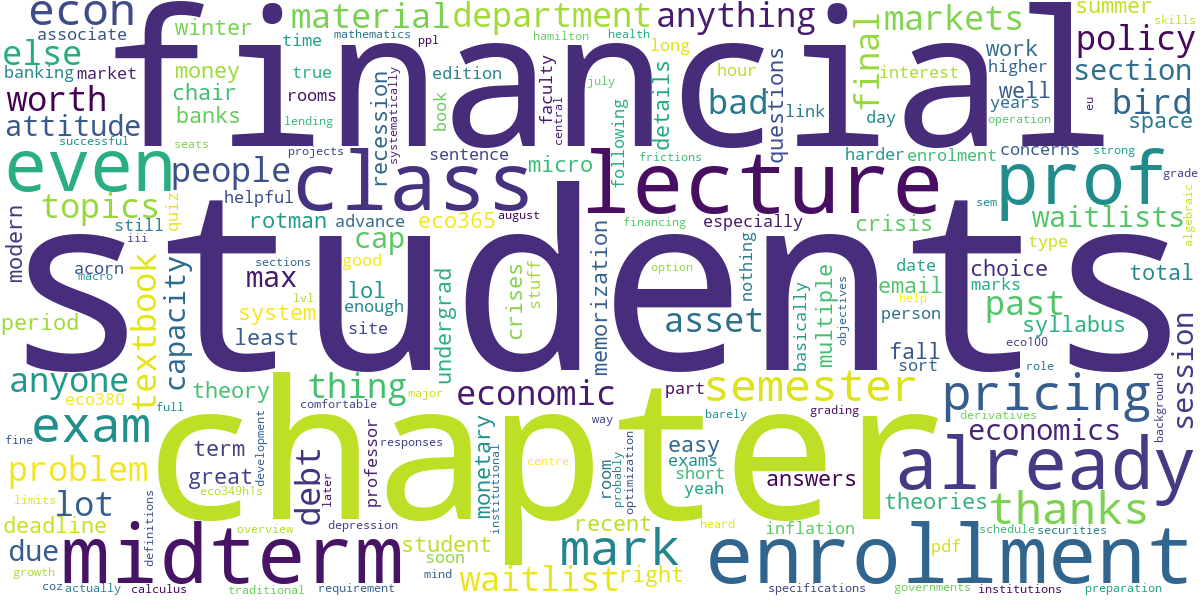 econ
associate
winter
material
department
anything
markets
summer
skills
else
time
mathematics
ppl
hamilton
health
long
final
work
policy
banking
market
money
true
edition
hour
interest
higher
section
financial
worth
chair
rooms
recession
systematically
book
faculty
central
july
details
bad
link
questions
day
well
years
eu
bird
attitude
banks
lending
following
operation
space
successful
seats
projects
sentence
micro
frictions
harder
enrolment
concerns
strong
even
people
class
lecture
prof
grade
helpful
topics
still
quiz
rotman
advance
eco365
august
especially
crisis
sem
waitlists
algebraic
modern
iii
cap
financing
type
acorn
sections
good
crises
stuff
memorization
option
nothing
date
choice
total
students
max
lvl
lol
undergrad
email
marks
macro
capacity
system
enough
asset
basically
multiple
objectives
help
person
past
period
textbook
least
site
syllabus
fall
eco100
session
sort
role
anyone
theory
thing
economic
part
semester
pricing
eco380
full
comfortable
major
way
barely
grading
derivatives
background
fine
exam
term
development
professor
responses
monetary
easy
economics
chapter
problem
great
debt
later
centre
room
probably
optimization
exams
answers
already
eco349h1s
institutional
short
yeah
theories
limits
lot
thanks
deadline
definitions
overview
depression
recent
heard
inflation
schedule
securities
due
midterm
student
soon
mark
enrollment
pdf
growth
mind
waitlist
right
coz
actually
calculus
traditional
requirement
specifications
governments
institutions
preparation